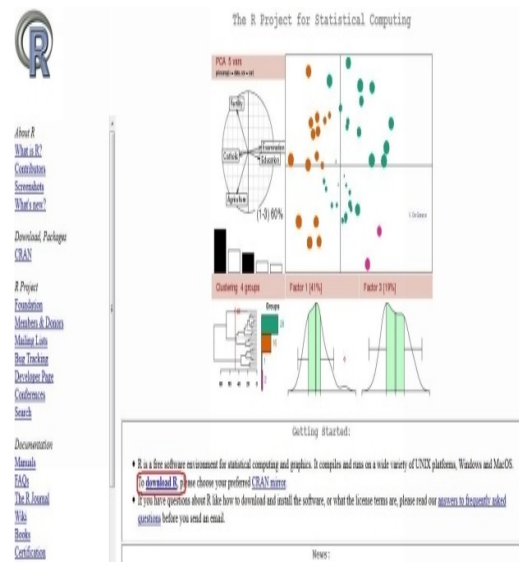 R
The R Project for Statistical Computing
About R
What is R?
Contributors
Screenshots
What's new?
Download, Packages
CRAN
R Project
Foundation
Members & Donors
Mailing Lists
Bug Tracking
Developer Page
Conferences
Search
Documentation
Manuals
FAQs
The R Journal
Wiki
Books
Certification
PCA 5 vars
Fertility
Catholic
Examination
Education
Agriculture
(1-3) 60%
Clustering 4 groups
Factor 1 [41%]
Factor 3 [19%]
Groups
Getting Started:
R is a free software environment for statistical computing and graphics. It compiles and runs on a wide variety of UNIX platforms, Windows and MacOS.
To download R, please choose your preferred CRAN mirror.
If you have questions about R like how to download and install the software, or what the license terms are, please read our answers to frequently asked
questions before you send an email.
News: